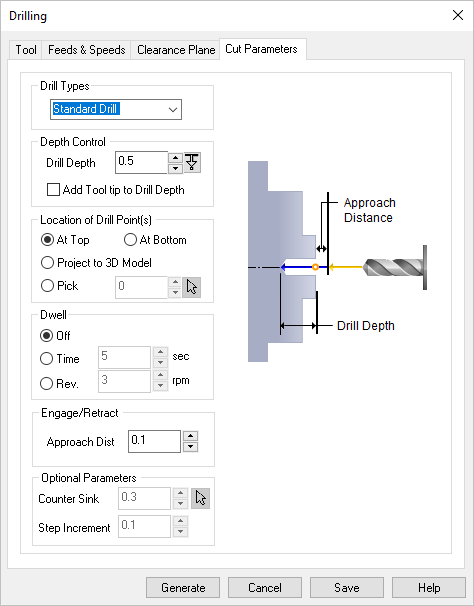 Drilling
Tool Feeds & Speeds Clearance Plane Cut Parameters
Drill Types
Standard Drill
Depth Control
Drill Depth 0.5
Add Tool tip to Drill Depth
Location of Drill Point(s)
At Top At Bottom
Project to 3D Model
Pick 0
Dwell
Off
Time 5 sec
Rev. 3 rpm
Engage/Retract
Approach Dist 0.1
Optional Parameters
Counter Sink 0.3
Step Increment 0.1
Approach
Distance
Drill Depth
Generate Cancel Save Help